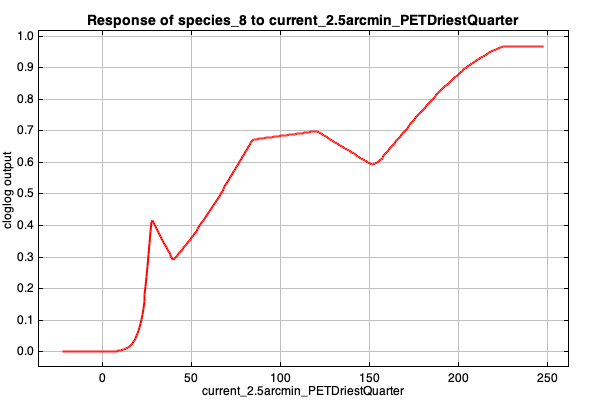 Response of species_8 to current_2.5arcmin_PETDriestQuarter
1.0
0.9
0.8
0.7
0.6
0.5
0.4
0.3
0.2
0.1
0.0
cloglog output
0 50 100 150 200 250
current_2.5arcmin_PETDriestQuarter